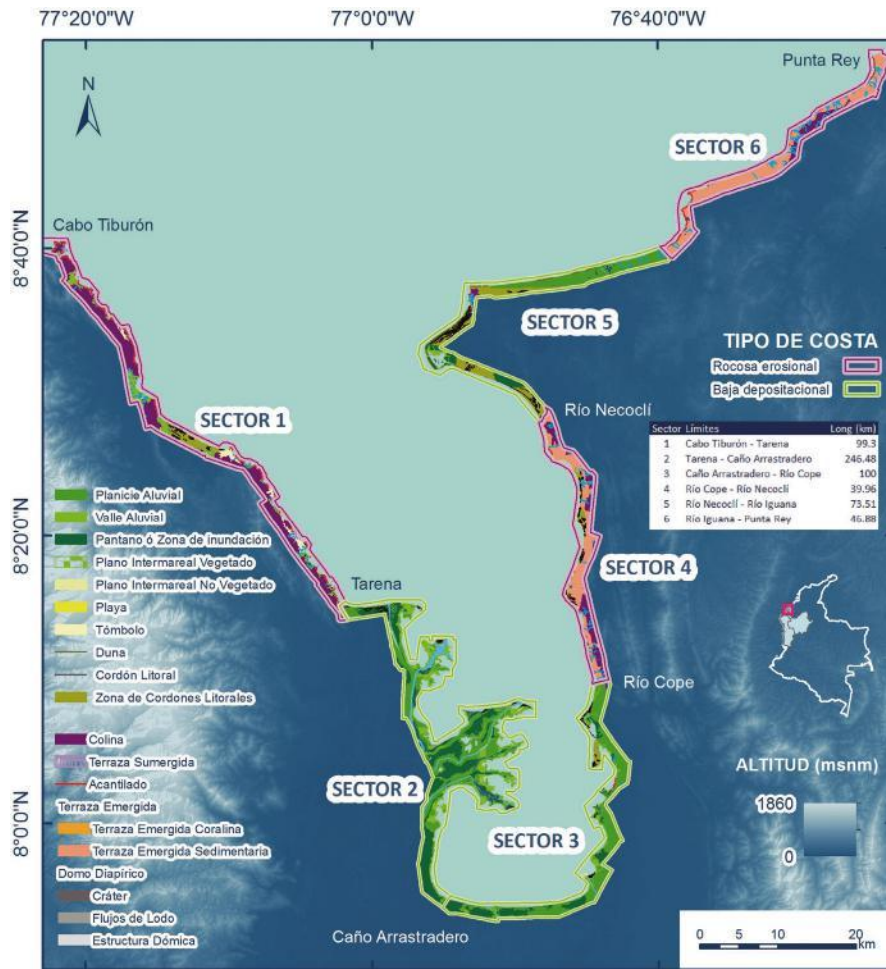 77°20'0"W 77°0'0"W 76°40'0"W
Punta Rey
N
SECTOR 6
Cabo Tiburón
8°40'0"N
SECTOR 5
TIPO DE COSTA
Rocosa erosional
Baja depositacional
Río Necoclí
SECTOR 1
Sector Límites Long (km)
1 Cabo Tiburón - Tarena 99.3
2 Tarena - Caño Arrastradero 246.48
3 Caño Arrastradero - Río Cope 100
4 Río Cope - Río Necoclí 39.96
5 Río Necoclí - Río Iguana 73.51
6 Río Iguana - Punta Rey 46.88
Planicie Aluvial
Valle Aluvial
Pantano ó Zona de inundación
Plano Intermareal Vegetado
Plano Intermareal No Vegetado
Playa
Tómbolo
Duna
Cordón Litoral
Zona de Cordones Litorales
8°20'0"N
SECTOR 4
Tarena
Río Cope
Colina
Terraza Sumergida
Acantilado
Terraza Emergida
Terraza Emergida Coralina
Terraza Emergida Sedimentaria
Domo Diapírico
Cráter
Flujos de Lodo
Estructura Dómica
SECTOR 2
ALTITUD (msnm)
1860
0
8°0'0"N
SECTOR 3
Caño Arrastradero
0 5 10 20
km